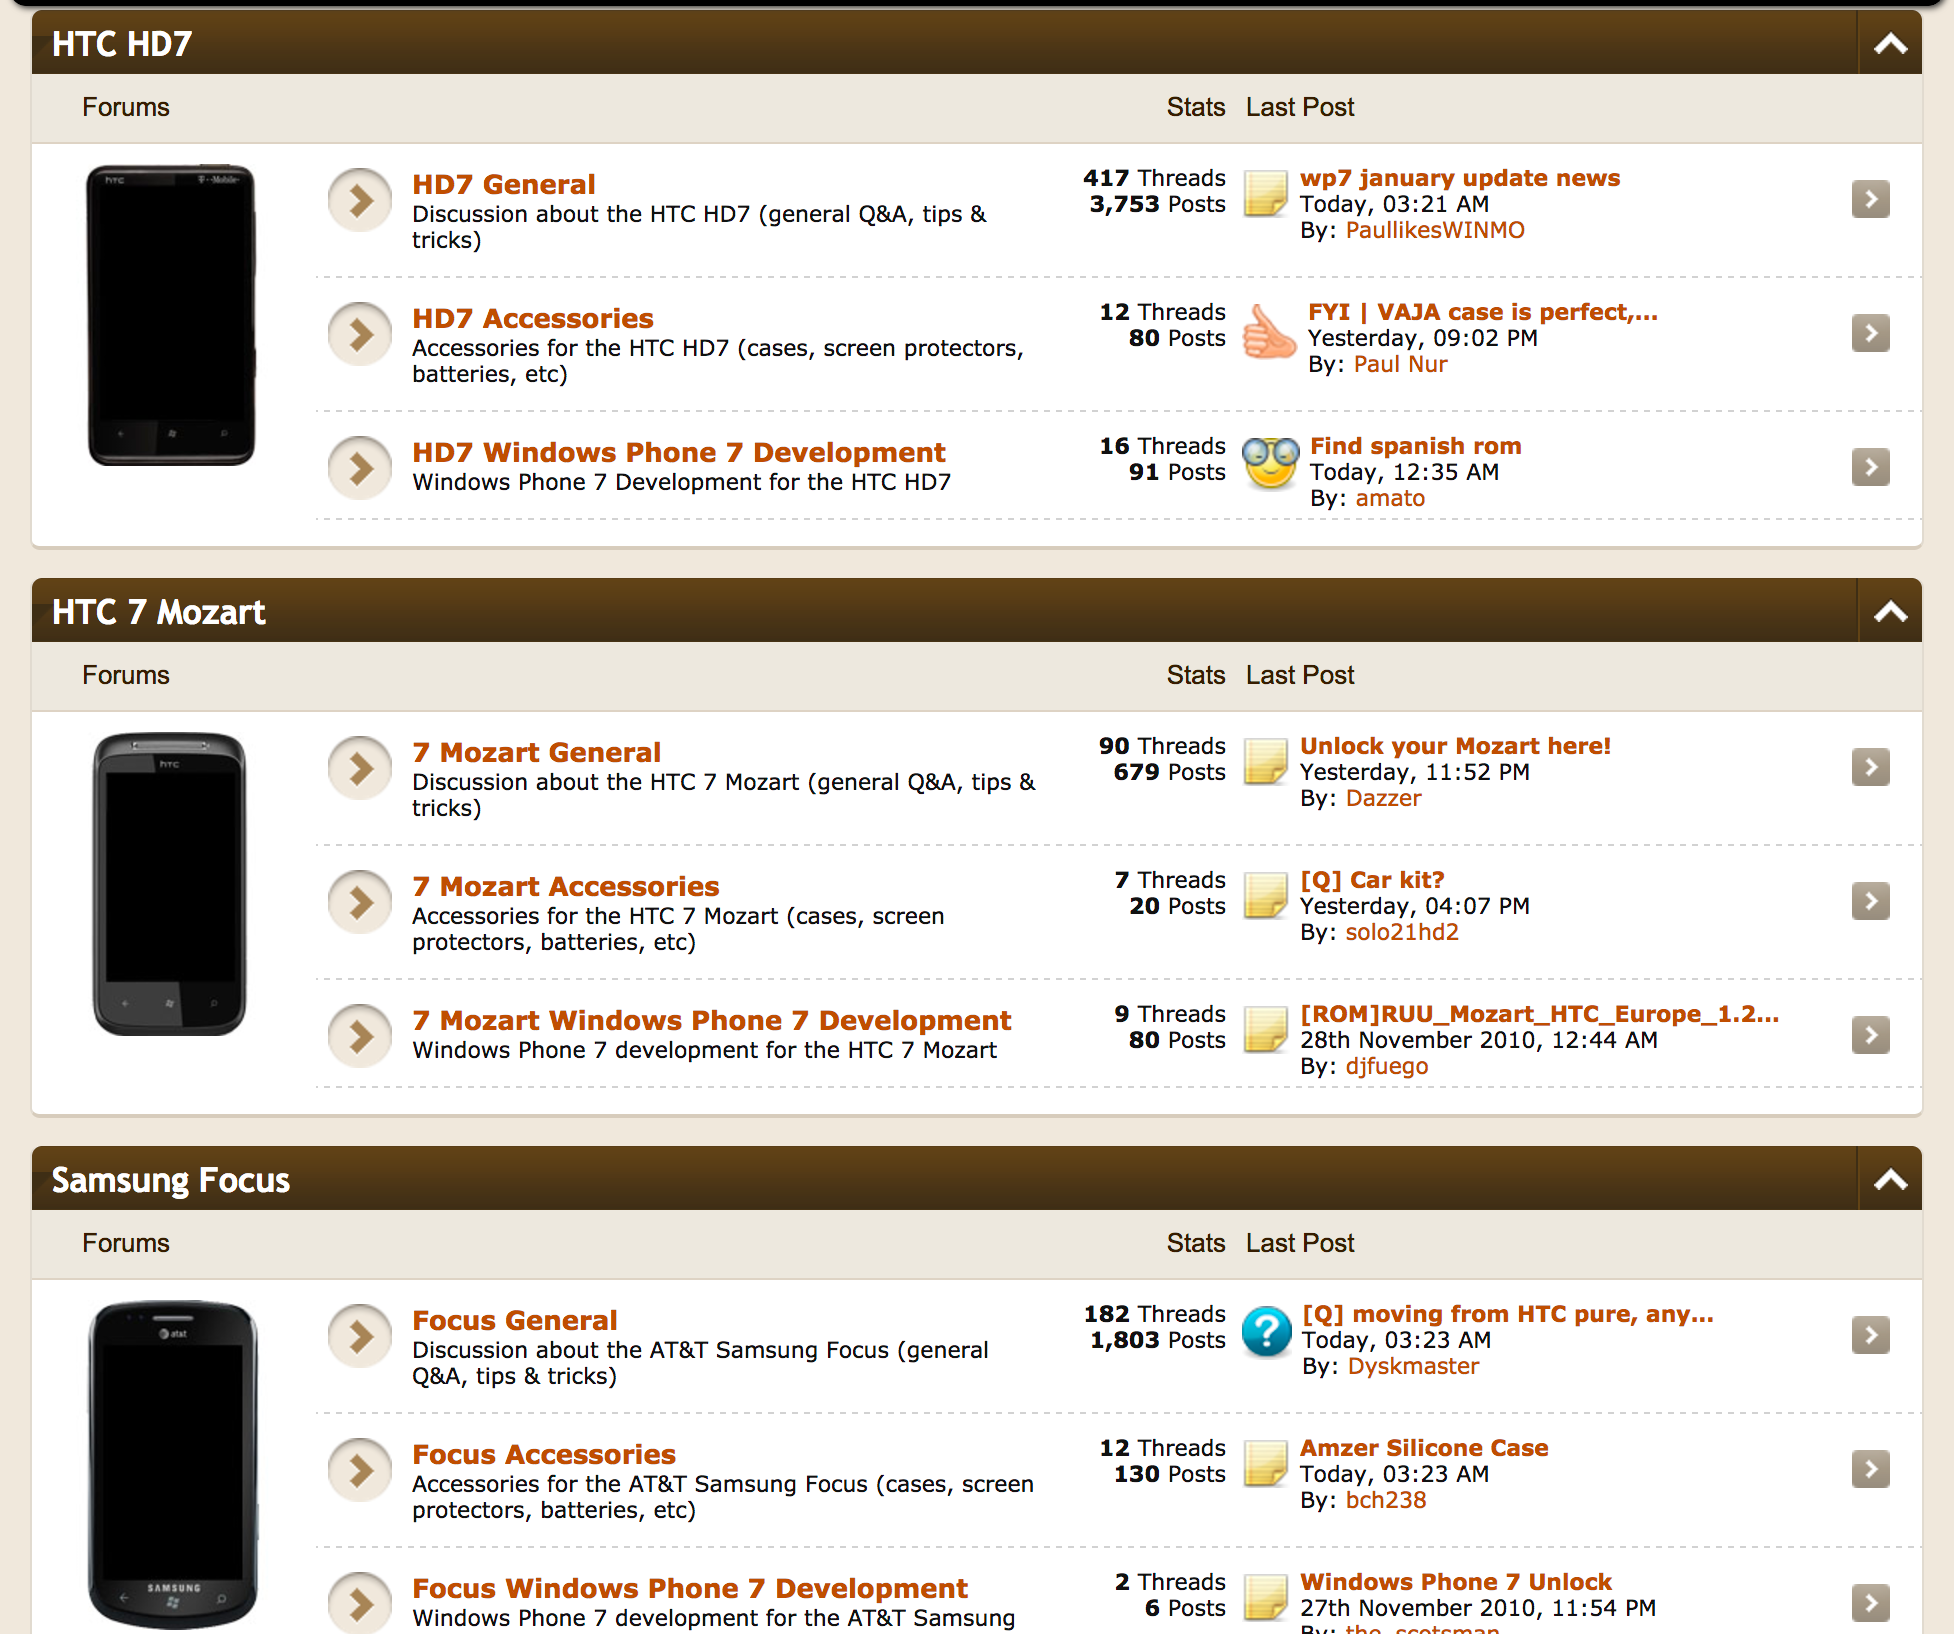 HTC HD7
Forums Stats Last Post
hTC T-Mobile
HD7 General
Discussion about the HTC HD7 (general Q&A, tips &
tricks)
417 Threads
3,753 Posts
wp7 january update news
Today, 03:21 AM
By: PaullikesWINMO
HD7 Accessories
Accessories for the HTC HD7 (cases, screen protectors,
batteries, etc)
12 Threads
80 Posts
FYI | VAJA case is perfect,...
Yesterday, 09:02 PM
By: Paul Nur
HD7 Windows Phone 7 Development
Windows Phone 7 Development for the HTC HD7
16 Threads
91 Posts
Find spanish rom
Today, 12:35 AM
By: amato
HTC 7 Mozart
Forums Stats Last Post
hTC
7 Mozart General
Discussion about the HTC 7 Mozart (general Q&A, tips &
tricks)
90 Threads
679 Posts
Unlock your Mozart here!
Yesterday, 11:52 PM
By: Dazzer
7 Mozart Accessories
Accessories for the HTC 7 Mozart (cases, screen
protectors, batteries, etc)
7 Threads
20 Posts
[Q] Car kit?
Yesterday, 04:07 PM
By: solo21hd2
7 Mozart Windows Phone 7 Development
Windows Phone 7 development for the HTC 7 Mozart
9 Threads
80 Posts
[ROM]RUU_Mozart_HTC_Europe_1.2...
28th November 2010, 12:44 AM
By: djfuego
Samsung Focus
Forums Stats Last Post
at&t
SAMSUNG
Focus General
Discussion about the AT&T Samsung Focus (general
Q&A, tips & tricks)
182 Threads
1,803 Posts
[Q] moving from HTC pure, any...
Today, 03:23 AM
By: Dyskmaster
Focus Accessories
Accessories for the AT&T Samsung Focus (cases, screen
protectors, batteries, etc)
12 Threads
130 Posts
Amzer Silicone Case
Today, 03:23 AM
By: bch238
Focus Windows Phone 7 Development
Windows Phone 7 development for the AT&T Samsung
2 Threads
6 Posts
Windows Phone 7 Unlock
27th November 2010, 11:54 PM
By: the_scotsman